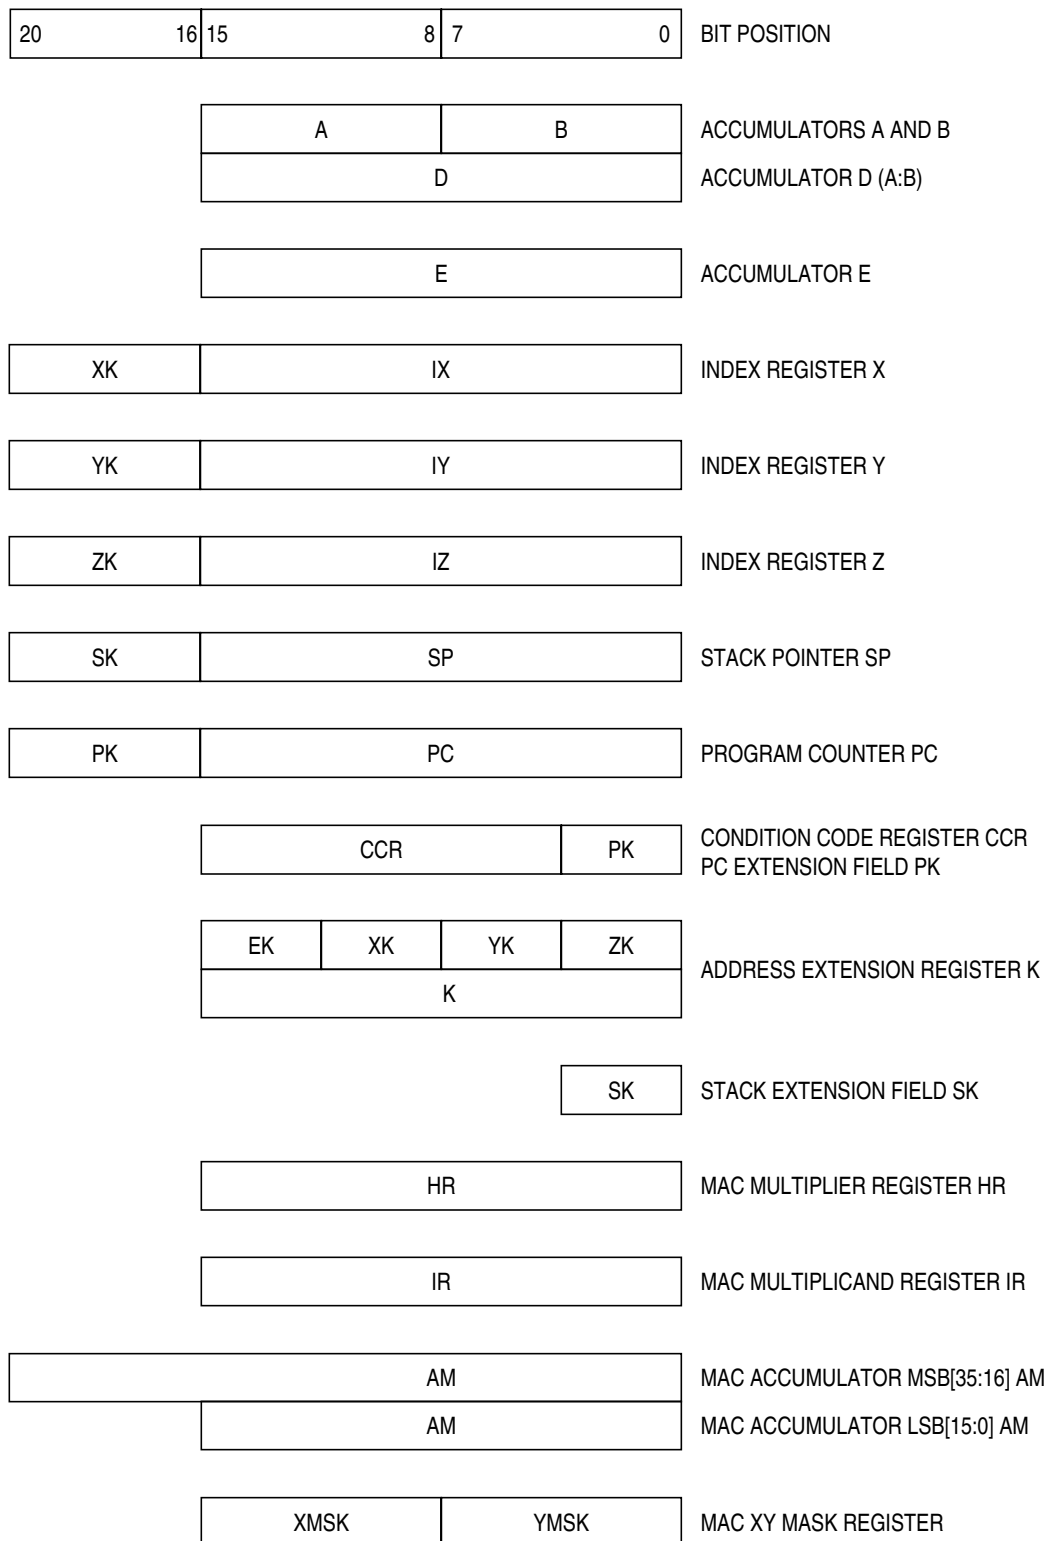 20 16 15 8 7 0 BIT POSITION
A B ACCUMULATORS A AND B
D ACCUMULATOR D (A:B)
E ACCUMULATOR E
XK IX INDEX REGISTER X
YK IY INDEX REGISTER Y
ZK IZ INDEX REGISTER Z
SK SP STACK POINTER SP
PK PC PROGRAM COUNTER PC
CCR PK CONDITION CODE REGISTER CCR
PC EXTENSION FIELD PK
EK XK YK ZK
ADDRESS EXTENSION REGISTER K
K
SK STACK EXTENSION FIELD SK
HR MAC MULTIPLIER REGISTER HR
IR MAC MULTIPLICAND REGISTER IR
AM MAC ACCUMULATOR MSB[35:16] AM
AM MAC ACCUMULATOR LSB[15:0] AM
XMSK YMSK MAC XY MASK REGISTER